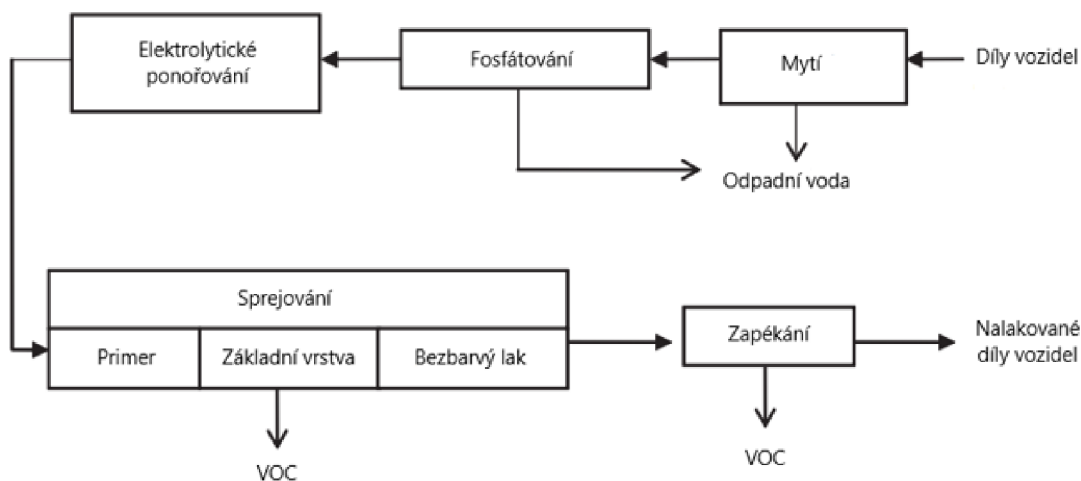 Elektrolytické
ponořování
Fosfátování
Mytí
Díly vozidel
Odpadní voda
Sprejování
Primer
Základní vrstva
Bezbarvý lak
Zapékání
Nalakované
díly vozidel
VOC
VOC